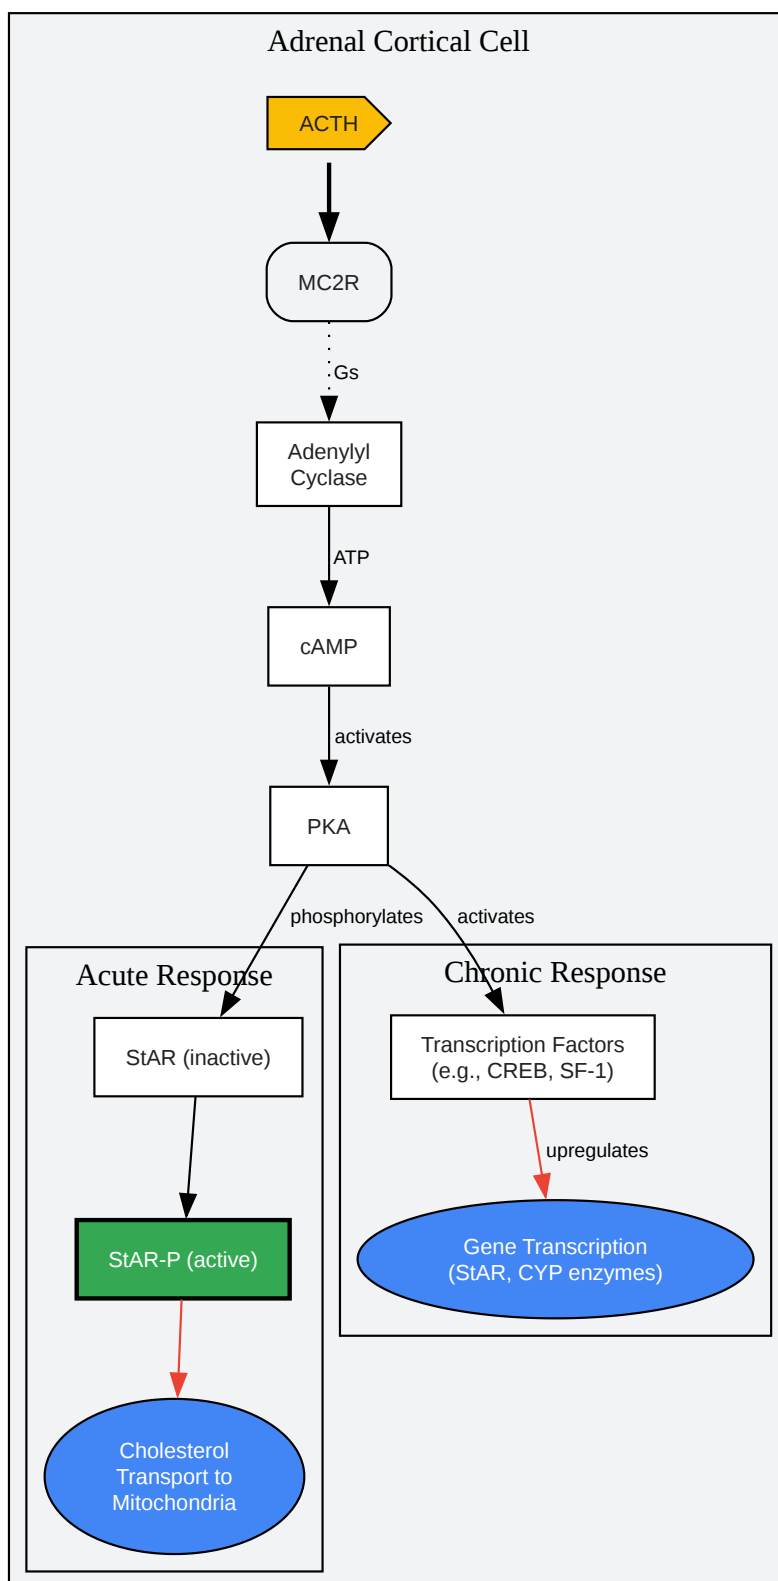 Adrenal Cortical Cell
ACTH
MC2R
Gs
Adenylyl
Cyclase
ATP
cAMP
activates
PKA
phosphorylates
activates
Acute Response
StAR (inactive)
StAR-P (active)
Cholesterol
Transport to
Mitochondria
Chronic Response
Transcription Factors
(e.g., CREB, SF-1)
upregulates
Gene Transcription
(StAR, CYP enzymes)